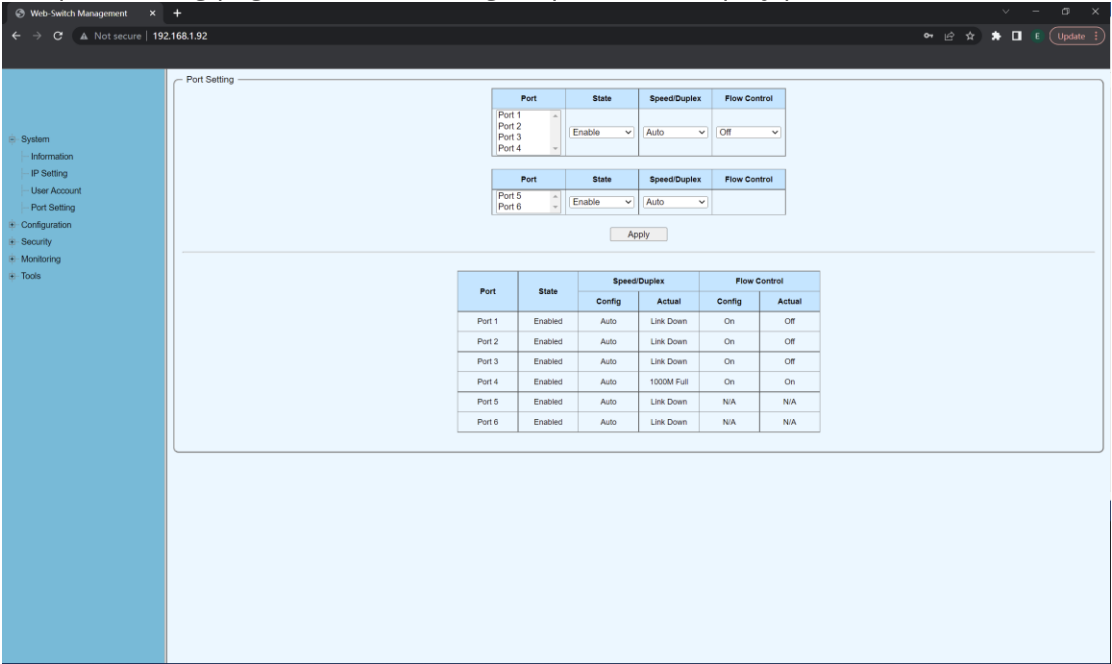 Web-Switch Management
Not secure | 192.168.1.92
E Update
Port Setting
System
Information
IP Setting
User Account
Port Setting
Configuration
Security
Monitoring
Tools
Port State Speed/Duplex Flow Control
Port 1
Port 2
Port 3
Port 4
Enable Auto Off
Port State Speed/Duplex Flow Control
Port 5
Port 6
Enable Auto
Apply
Port State Speed/Duplex Flow Control
Config Actual Config Actual
Port 1 Enabled Auto Link Down On Off
Port 2 Enabled Auto Link Down On Off
Port 3 Enabled Auto Link Down On Off
Port 4 Enabled Auto 1000M Full On On
Port 5 Enabled Auto Link Down N/A N/A
Port 6 Enabled Auto Link Down N/A N/A